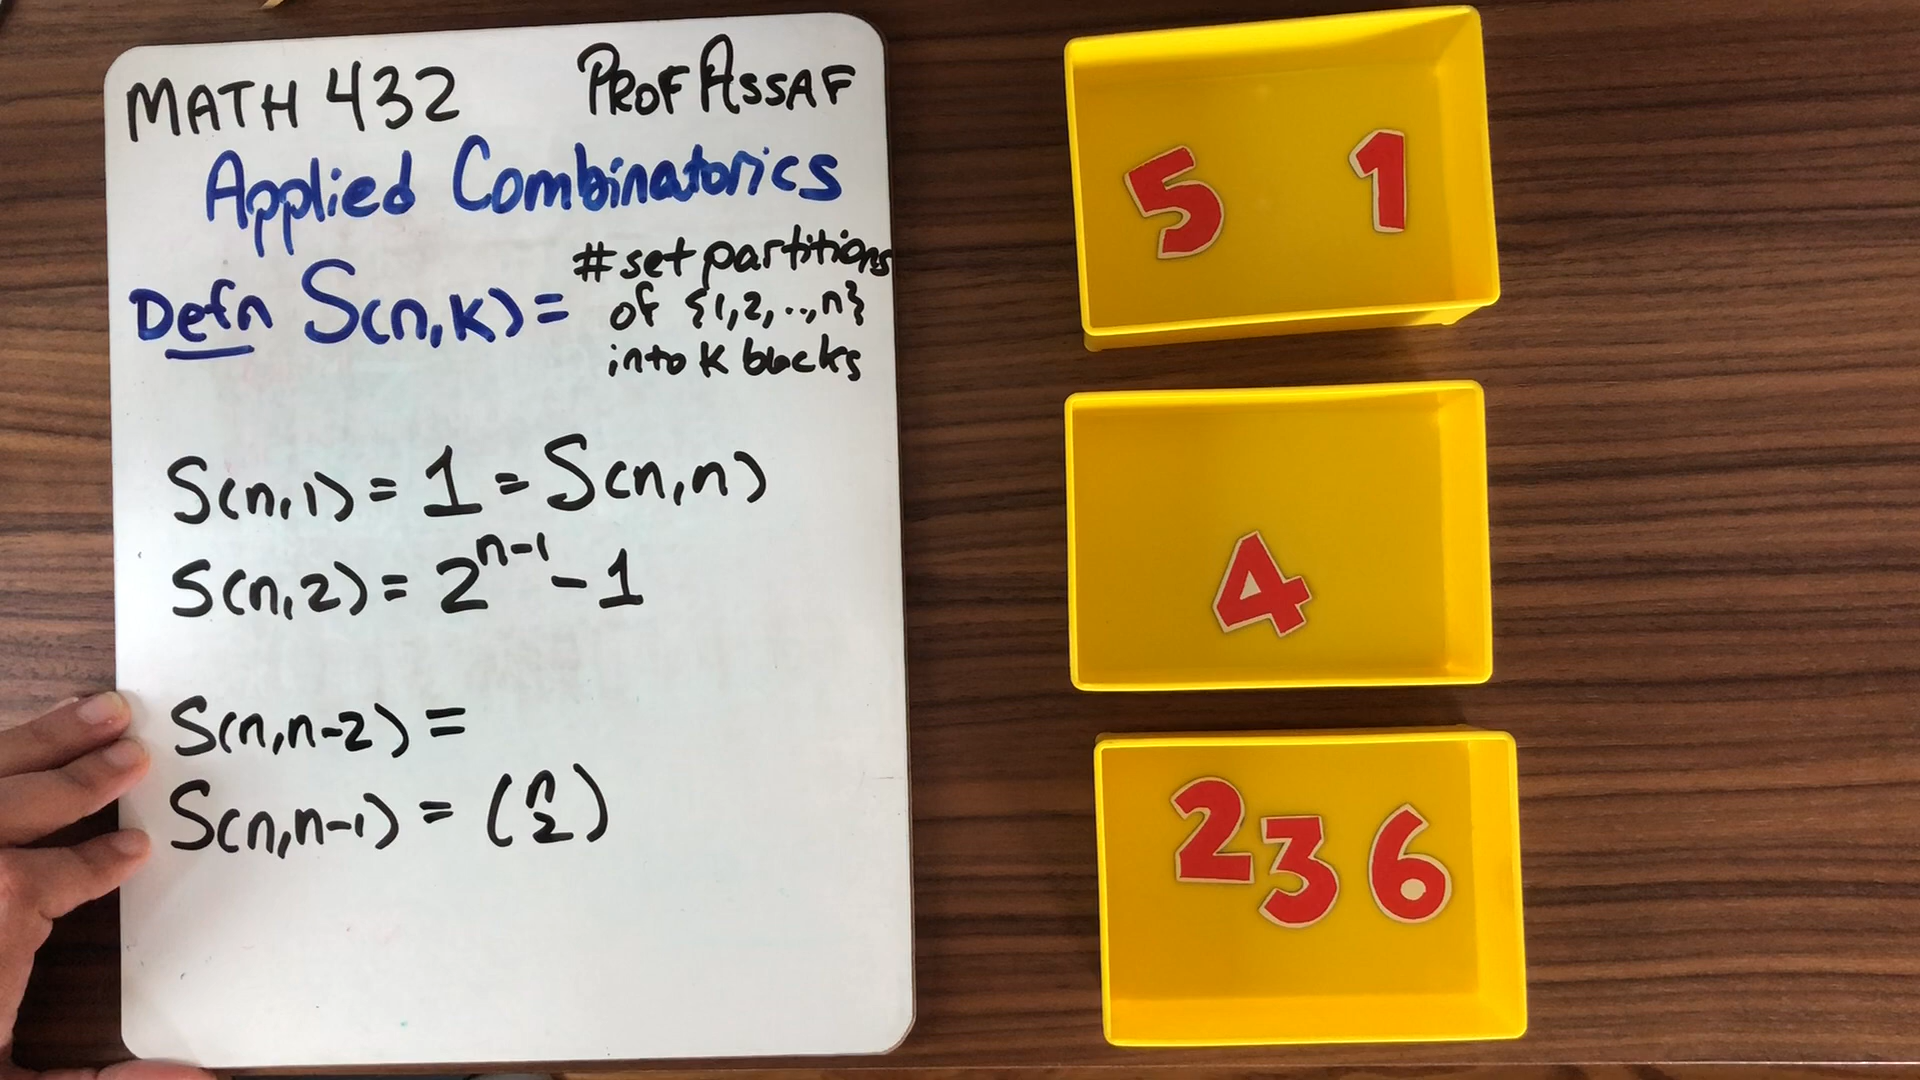 MATH 432 PROF ASSAF
Applied Combinatorics
Defn S(n,k) = # set partitions
of {1,2,..,n}
into k blocks
S(n,1) = 1 = S(n,n)
S(n,2) = 2^{n-1} - 1
S(n,n-2) =
S(n,n-1) = (n 2)
5 1
4
2 3 6